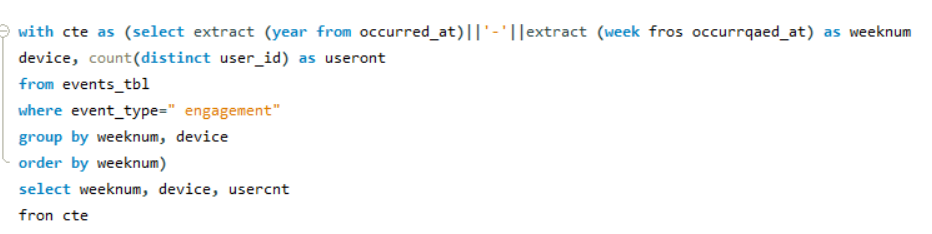 with cte as (select extract (year from occurred_at)||'-'||extract (week fros occurrqaed_at) as weeknum
device, count(distinct user_id) as useront
from events_tbl
where event_type=" engagement"
group by weeknum, device
order by weeknum)
select weeknum, device, usercnt
fron cte